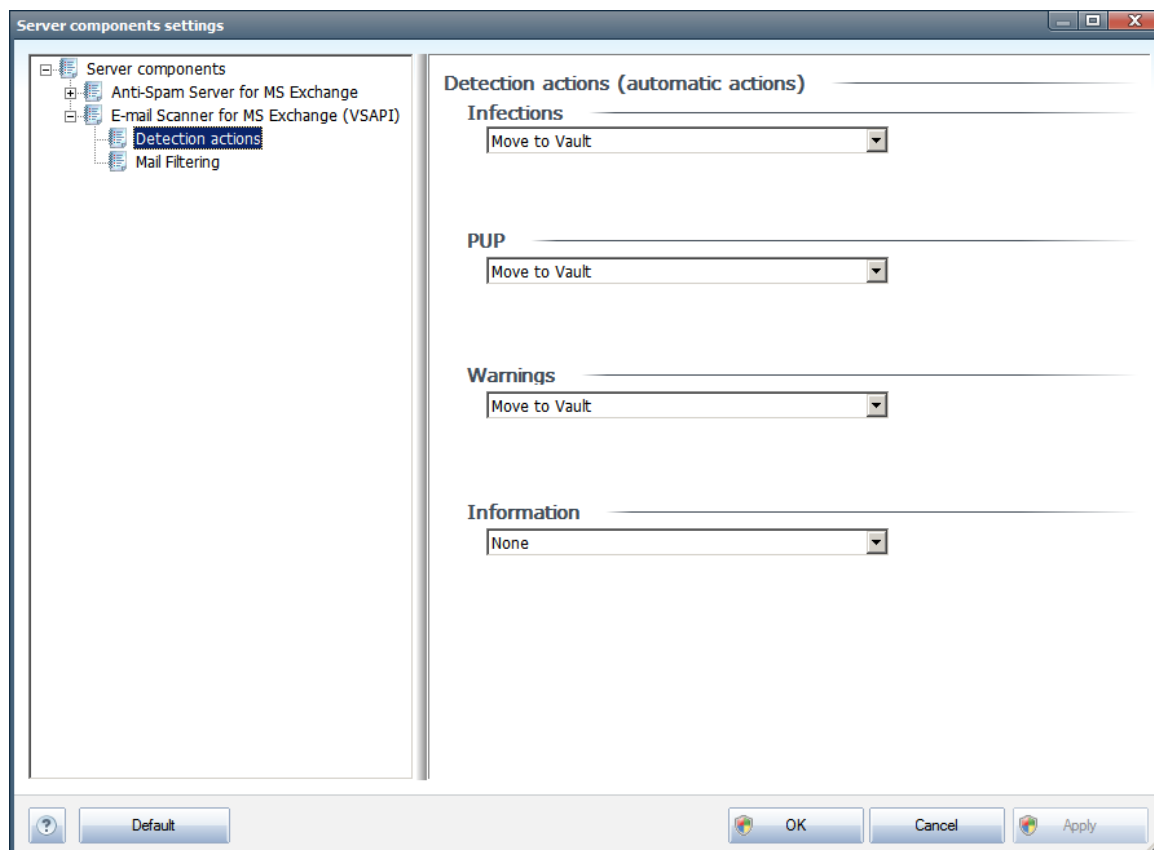 Server components settings
X
Server components
Anti-Spam Server for MS Exchange
E-mail Scanner for MS Exchange (VSAPI)
Detection actions
Mail Filtering
Detection actions (automatic actions)
Infections
Move to Vault
PUP
Move to Vault
Warnings
Move to Vault
Information
None
?
Default
OK
Cancel
Apply